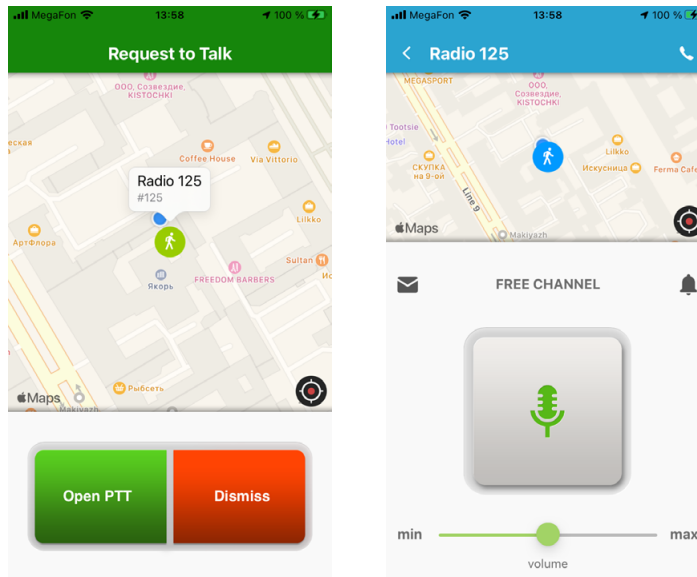 MegaFon 13:58 100 %
Request to Talk
ООО, Созвездие,
KISTOCHKI
еская
Coffee House
Via Vittorio
Radio 125
#125
Lilkko
АртФлора
Sultan
Якорь
FREEDOM BARBERS
Рыбсеть
Maps
Makiyazh
Open PTT
Dismiss
MegaFon 13:58 100 %
Radio 125
MEGASPORT
ООО,
Созвездие,
KISTOCHKI
Tootsie
Hotel
Lilkko
СКУПКА
на 9-ой
Искусница
Ferma Cafe
Line 9
Maps
Makiyazh
FREE CHANNEL
min
max
volume